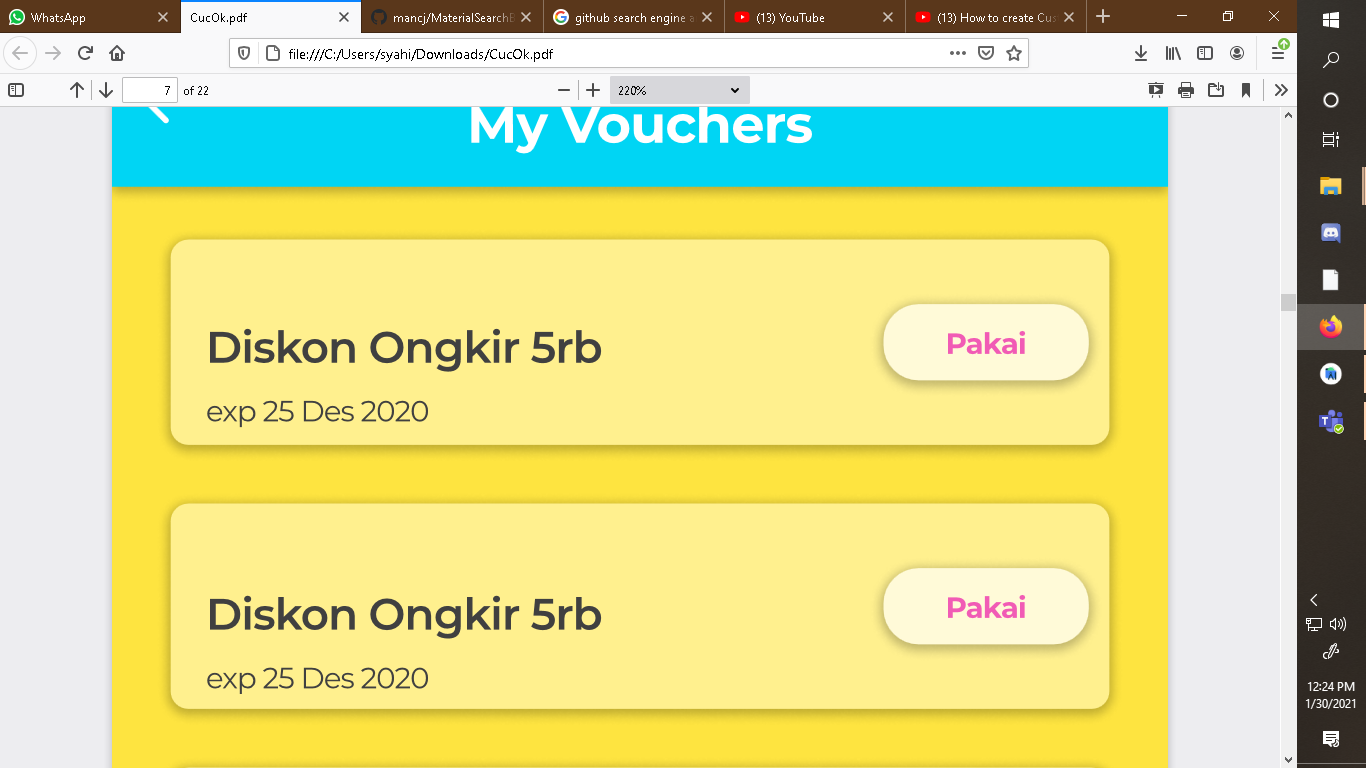 WhatsApp
CucOk.pdf
mancj/MaterialSearchB
github search engine a
(13) YouTube
(13) How to create Cus
file:///C:/Users/syahi/Downloads/CucOk.pdf
7 of 22
220%
My Vouchers
Diskon Ongkir 5rb
Pakai
exp 25 Des 2020
Diskon Ongkir 5rb
Pakai
exp 25 Des 2020
12:24 PM
1/30/2021